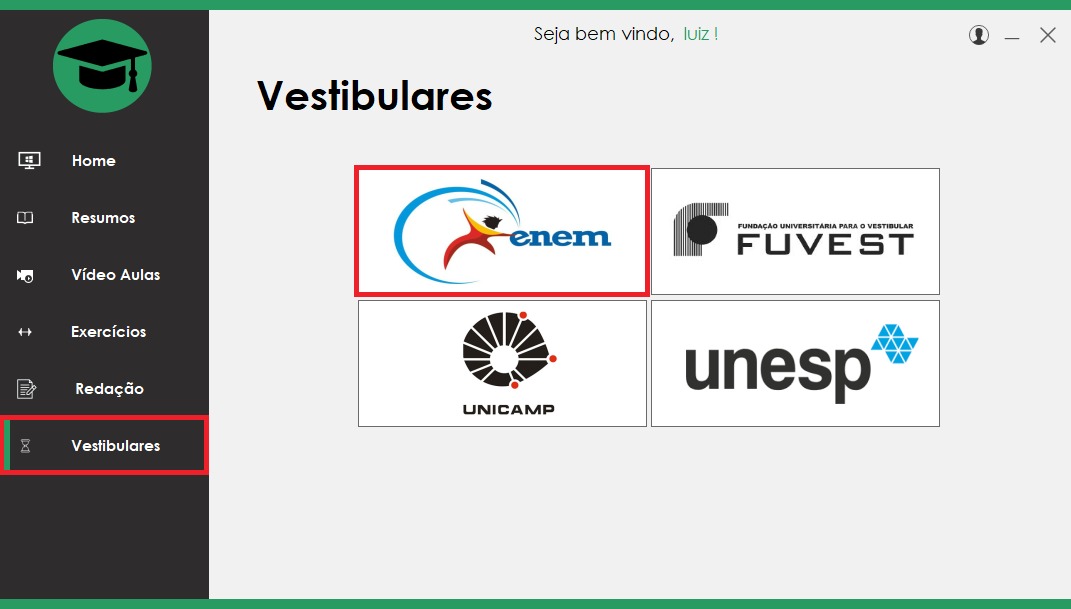 Seja bem vindo, luiz !
Vestibulares
Home
Resumos
Vídeo Aulas
Exercícios
Redação
Vestibulares
enem
FUNDAÇÃO UNIVERSITÁRIA PARA O VESTIBULAR
FUVEST
UNICAMP
unesp